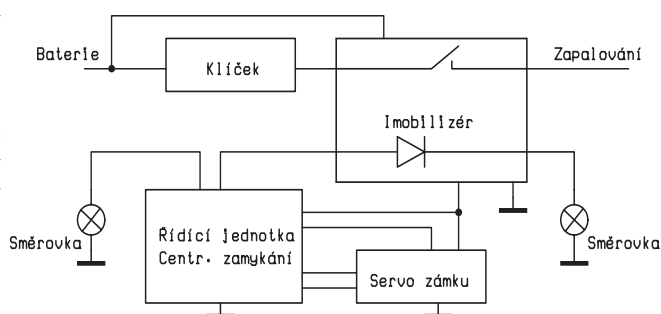 Baterie
Klíček
Zapalování
Imobilizér
Směrovka
Řídící jednotka
Centr. zamykání
Servo zámku
Směrovka